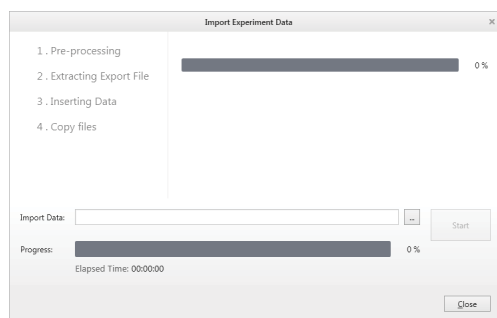 Import Experiment Data
1 . Pre-processing
2 . Extracting Export File
3 . Inserting Data
4 . Copy files
0 %
Import Data:
...
Start
Progress:
0 %
Elapsed Time: 00:00:00
Close